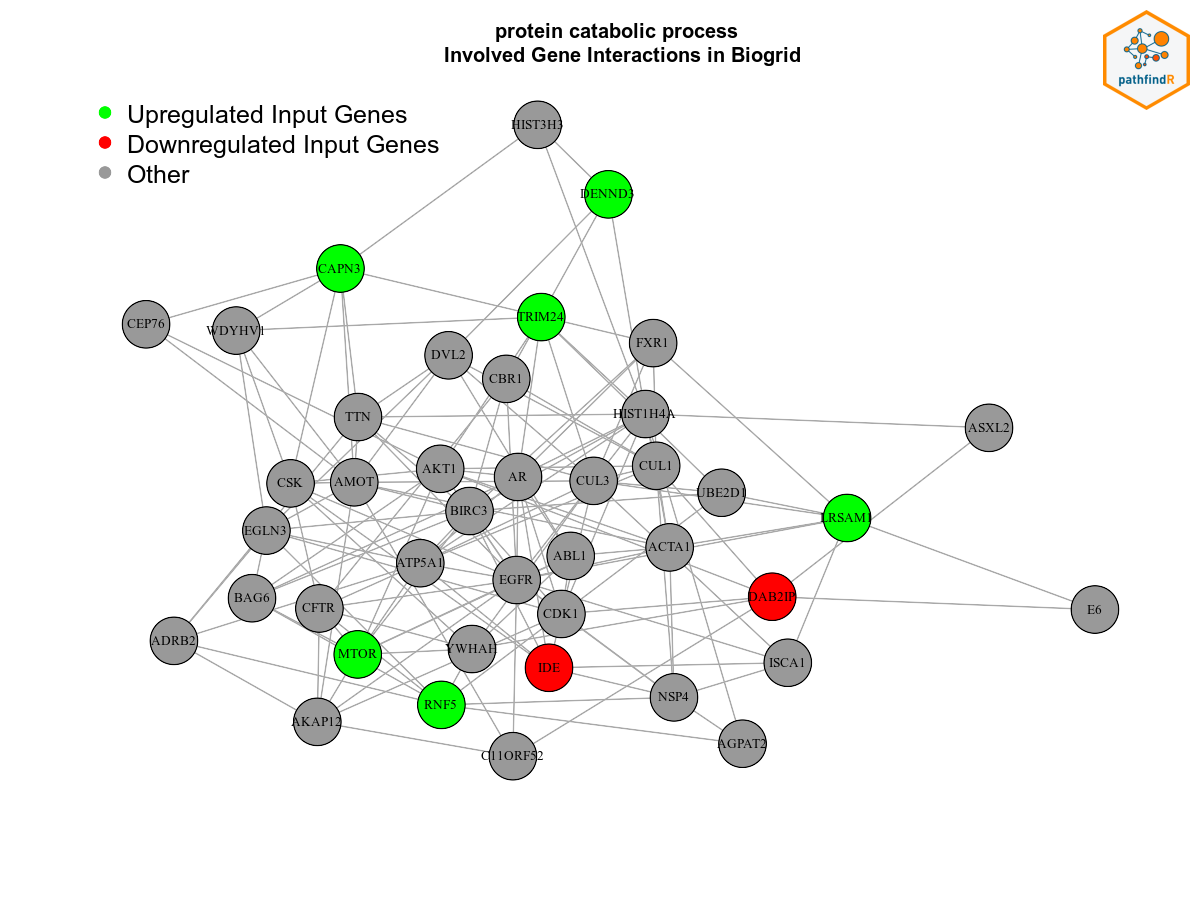 protein catabolic process
Involved Gene Interactions in Biogrid
pathfindR
Upregulated Input Genes
Downregulated Input Genes
Other
HIST3H3
DENND3
CAPN3
CEP76
WDYHV1
TRIM24
FXR1
DVL2
CBR1
TTN
HIST1H4A
ASXL2
CSK
AMOT
AKT1
AR
CUL3
CUL1
UBE2D1
LRSAM1
EGLN3
BIRC3
ATP5A1
ABL1
ACTA1
EGFR
BAG6
CFTR
CDK1
DAB2IP
E6
ADRB2
MTOR
YWHAH
IDE
ISCA1
RNF5
NSP4
AKAP12
C11ORF52
AGPAT2